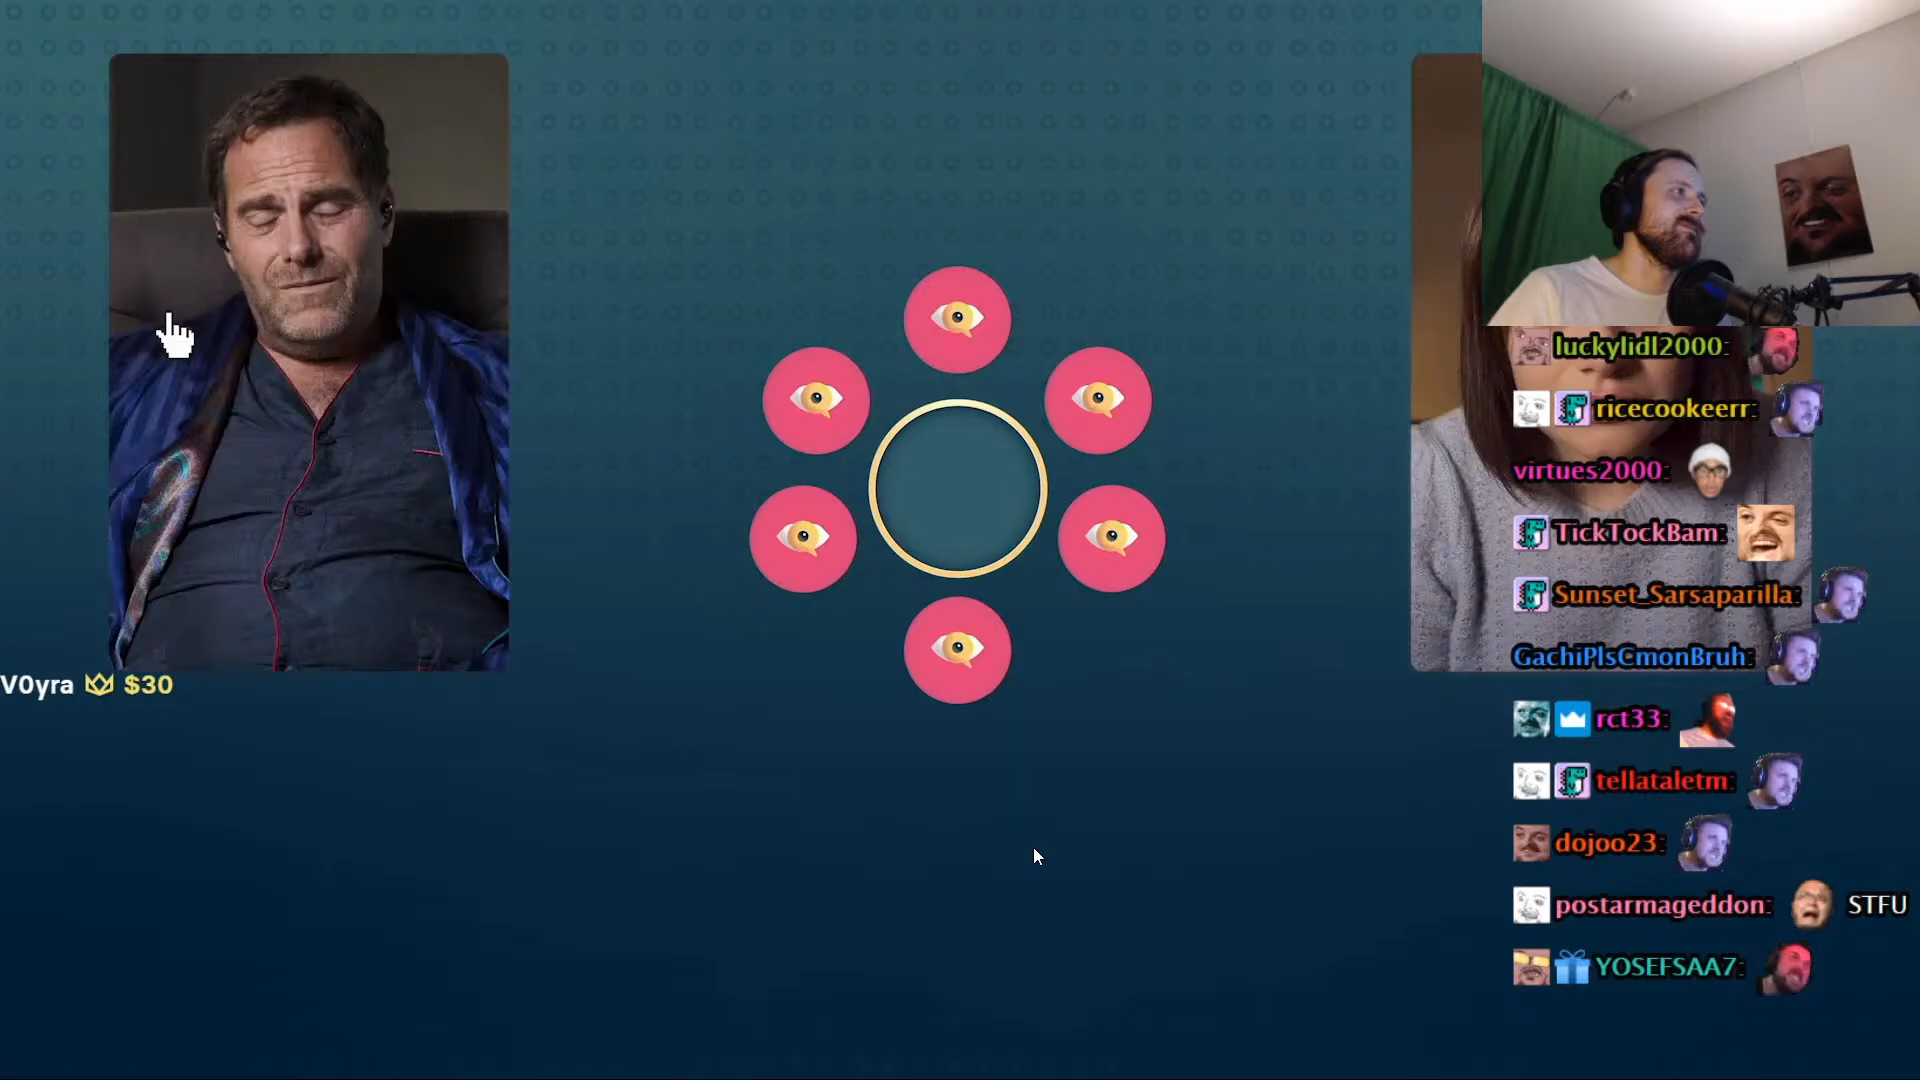 V0yra $30
luckylidl2000:
ricecookeerr:
virtues2000:
TickTockBam:
Sunset_Sarsaparilla:
GachiPlsCmonBruh:
rct33:
tellataletm:
dojoo23:
postarmageddon: STFU
YOSEFSAA7: